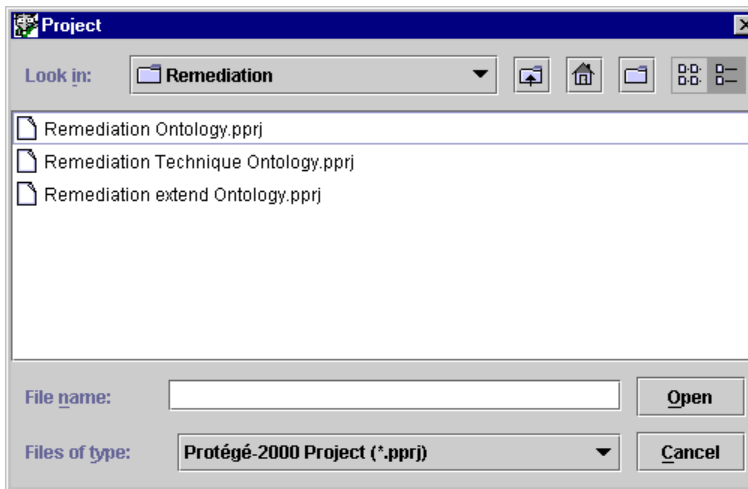 Project
Look in: Remediation
Remediation Ontology.pprj
Remediation Technique Ontology.pprj
Remediation extend Ontology.pprj
File name: Open
Files of type: Protégé-2000 Project (*.pprj) Cancel